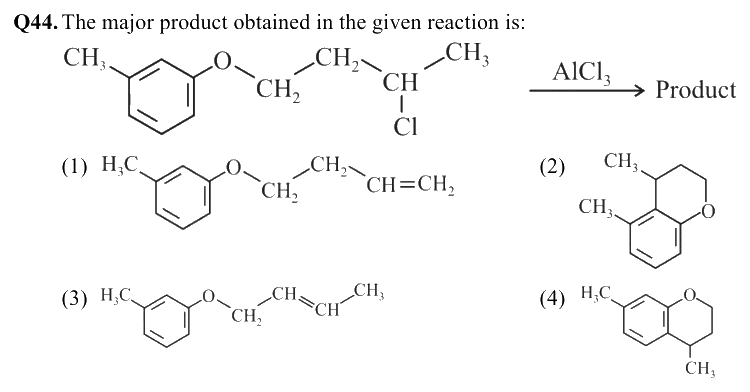 Q44. The major product obtained in the given reaction is:
CH₃ O CH₂ CH₂ CH CH₃
Cl
AlCl₃
Product
(1) H₃C O CH₂ CH₂ CH=CH₂
(2) CH₃ CH₃ O
(3) H₃C O CH₂ CH CH CH₃
(4) H₃C O CH₃